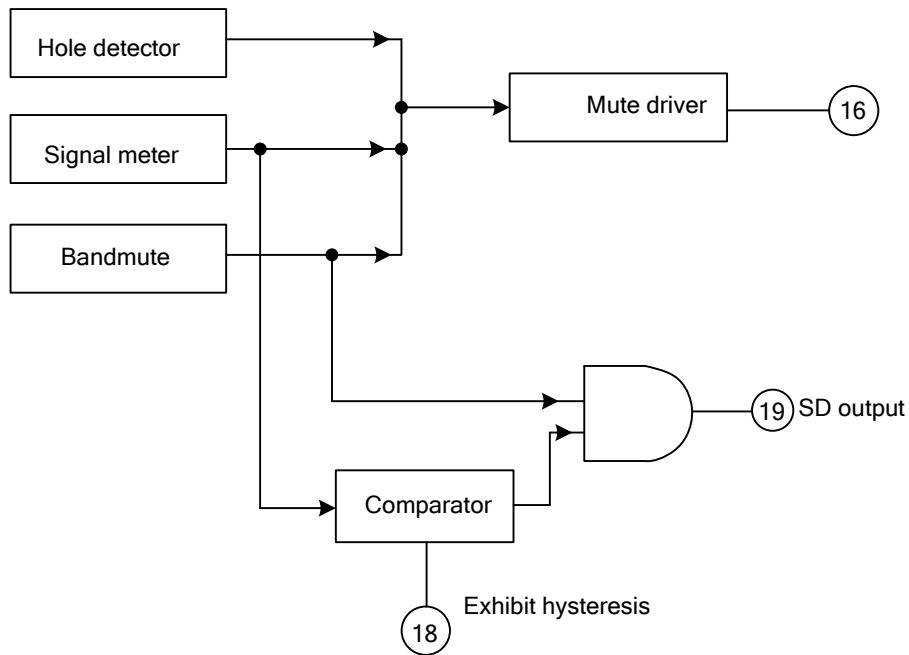 Hole detector
Mute driver
16
Signal meter
Bandmute
19
SD output
Comparator
Exhibit hysteresis
18